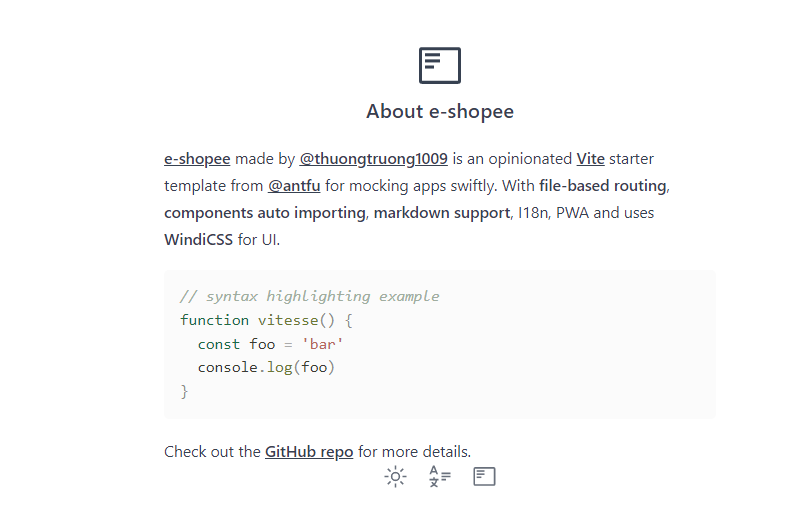 About e-shopee
e-shopee made by @thuongtruong1009 is an opinionated Vite starter
template from @antfu for mocking apps swiftly. With file-based routing,
components auto importing, markdown support, I18n, PWA and uses
WindiCSS for UI.
// syntax highlighting example
function vitesse() {
  const foo = 'bar'
  console.log(foo)
}
Check out the GitHub repo for more details.